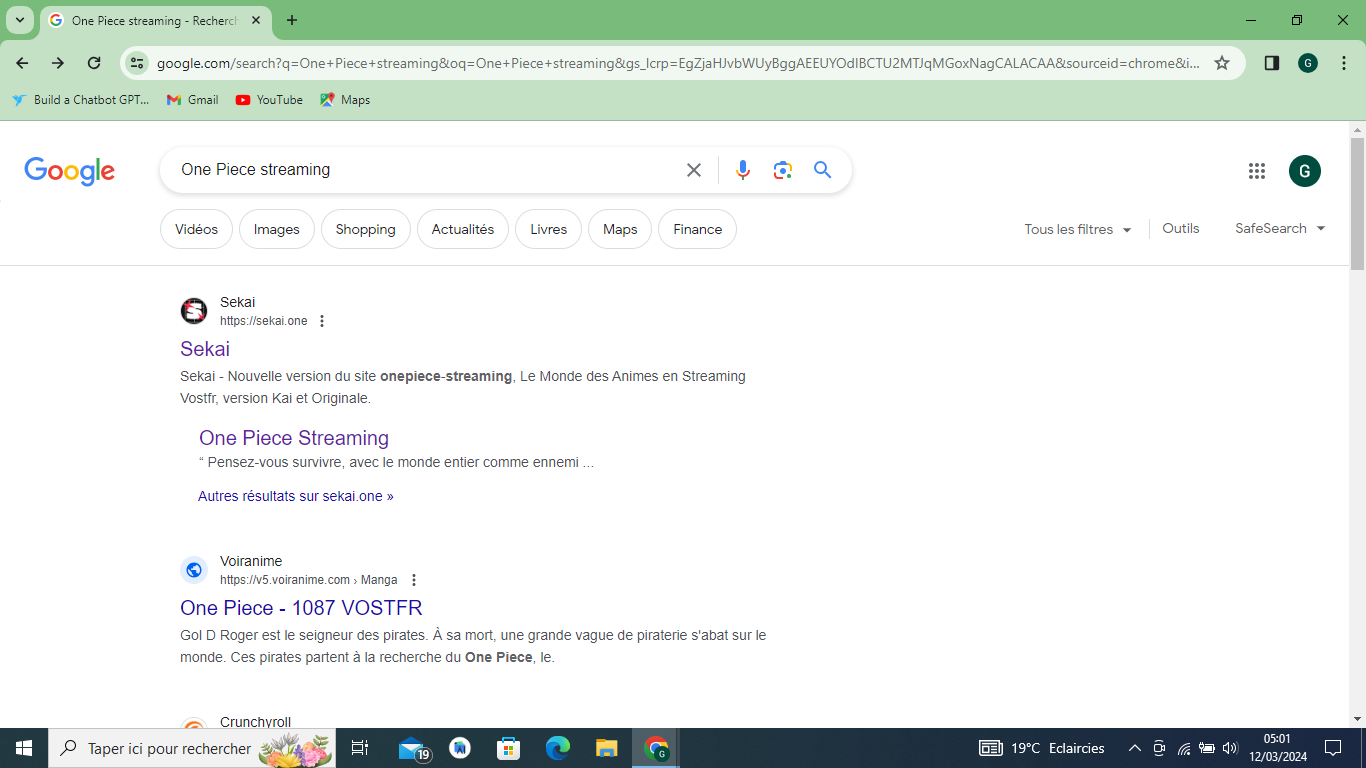 One Piece streaming - Recherch
google.com/search?q=One+Piece+streaming&oq=One+Piece+streaming&gs_lcrp=EgZjaHJvbWUyBggAEEUYOdIBCTU2MTJqMGoxNagCALACAA&sourceid=chrome&i...
G
Build a Chatbot GPT...
Gmail
YouTube
Maps
Google
One Piece streaming
G
Vidéos
Images
Shopping
Actualités
Livres
Maps
Finance
Tous les filtres
Outils
SafeSearch
Sekai
https://sekai.one
Sekai
Sekai - Nouvelle version du site onepiece-streaming, Le Monde des Animes en Streaming
Vostfr, version Kai et Originale.
One Piece Streaming
“ Pensez-vous survivre, avec le monde entier comme ennemi ...
Autres résultats sur sekai.one »
Voiranime
https://v5.voiranime.com › Manga
One Piece - 1087 VOSTFR
Gol D Roger est le seigneur des pirates. À sa mort, une grande vague de piraterie s'abat sur le
monde. Ces pirates partent à la recherche du One Piece, le.
Crunchyroll
Taper ici pour rechercher
19
G
19°C Eclaircies
05:01
12/03/2024